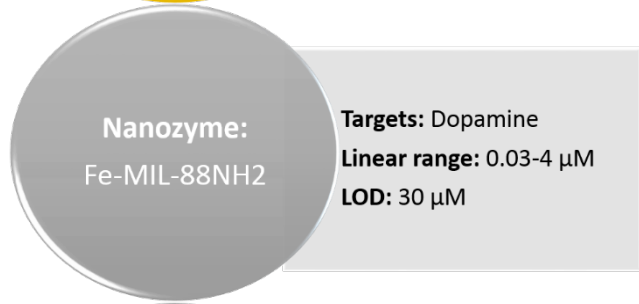 Nanozyme:
Fe-MIL-88NH2
Targets: Dopamine
Linear range: 0.03-4 µM
LOD: 30 µM